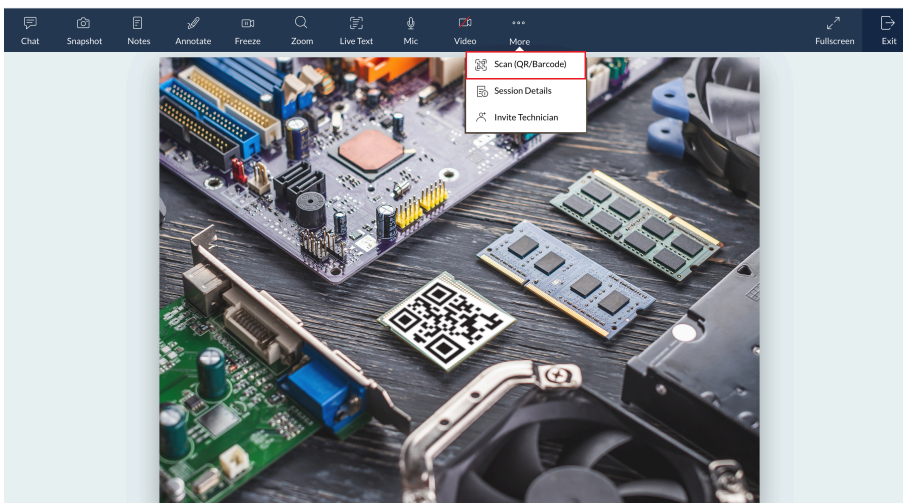 Chat Snapshot Notes Annotate Freeze Zoom Live Text Mic Video More Fullscreen Exit
Scan (QR/Barcode)
Session Details
Invite Technician